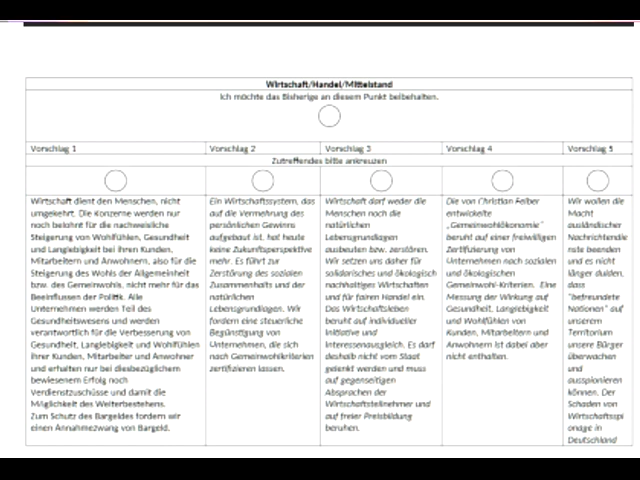 Wirtschaft/Handel/Mittelstand
Ich möchte das Bisherige an diesem Punkt beibehalten.
Vorschlag 1
Vorschlag 2
Vorschlag 3
Vorschlag 4
Vorschlag 5
Zutreffendes bitte ankreuzen
Wirtschaft dient den Menschen, nicht
umgekehrt. Die Konzerne werden nur
noch belohnt für die nachweisliche
Steigerung von Wohlfühlen, Gesundheit
und Langlebigkeit bei ihren Kunden,
Mitarbeitern und Anwohnern, also für die
Steigerung des Wohls der Allgemeinheit
bzw. des Gemeinwohls, nicht mehr für das
Beeinflussen der Politik. Alle
Unternehmen werden Teil des
Gesundheitswesens und werden
verantwortlich für die Verbesserung von
Gesundheit, Langlebigkeit und Wohlfühlen
ihrer Kunden, Mitarbeiter und Anwohner
und erhalten nur bei diesbezüglichem
bewiesenem Erfolg noch
Verdienstzuschüsse und damit die
Möglichkeit des Weiterbestehens.
Zum Schutz des Bargeldes fordern wir
einen Annahmezwang von Bargeld.
Ein Wirtschaftssystem, das
auf die Vermehrung des
persönlichen Gewinns
aufgebaut ist, hat heute
keine Zukunftsperspektive
mehr. Es führt zur
Zerstörung des sozialen
Zusammenhalts und der
natürlichen
Lebensgrundlagen. Wir
fordern eine steuerliche
Begünstigung von
Unternehmen, die sich
nach Gemeinwohlkriterien
zertifizieren lassen.
Wirtschaft darf weder die
Menschen noch die
natürlichen
Lebensgrundlagen
ausbeuten bzw. zerstören.
Wir setzen uns daher für
solidarisches und ökologisch
nachhaltiges Wirtschaften
und für fairen Handel ein.
Das Wirtschaftsleben
beruht auf individueller
Initiative und
Interessenausgleich. Es darf
deshalb nicht vom Staat
gelenkt werden und muss
auf gegenseitigen
Absprachen der
Wirtschaftsteilnehmer und
auf freier Preisbildung
beruhen.
Die von Christian Felber
entwickelte
„Gemeinwohlökonomie“
beruht auf einer freiwilligen
Zertifizierung von
Unternehmen nach sozialen
und ökologischen
Gemeinwohl-Kriterien. Eine
Messung der Wirkung auf
Gesundheit, Langlebigkeit
und Wohlfühlen von
Kunden, Mitarbeitern und
Anwohnern ist dabei aber
nicht enthalten.
Wir wollen die
Macht
ausländischer
Nachrichtendie
nste beenden
und es nicht
länger dulden,
dass
"befreundete
Nationen" auf
unserem
Territorium
unsere Bürger
überwachen
und
ausspionieren
können. Der
Schaden von
Wirtschaftsspi
onage in
Deutschland